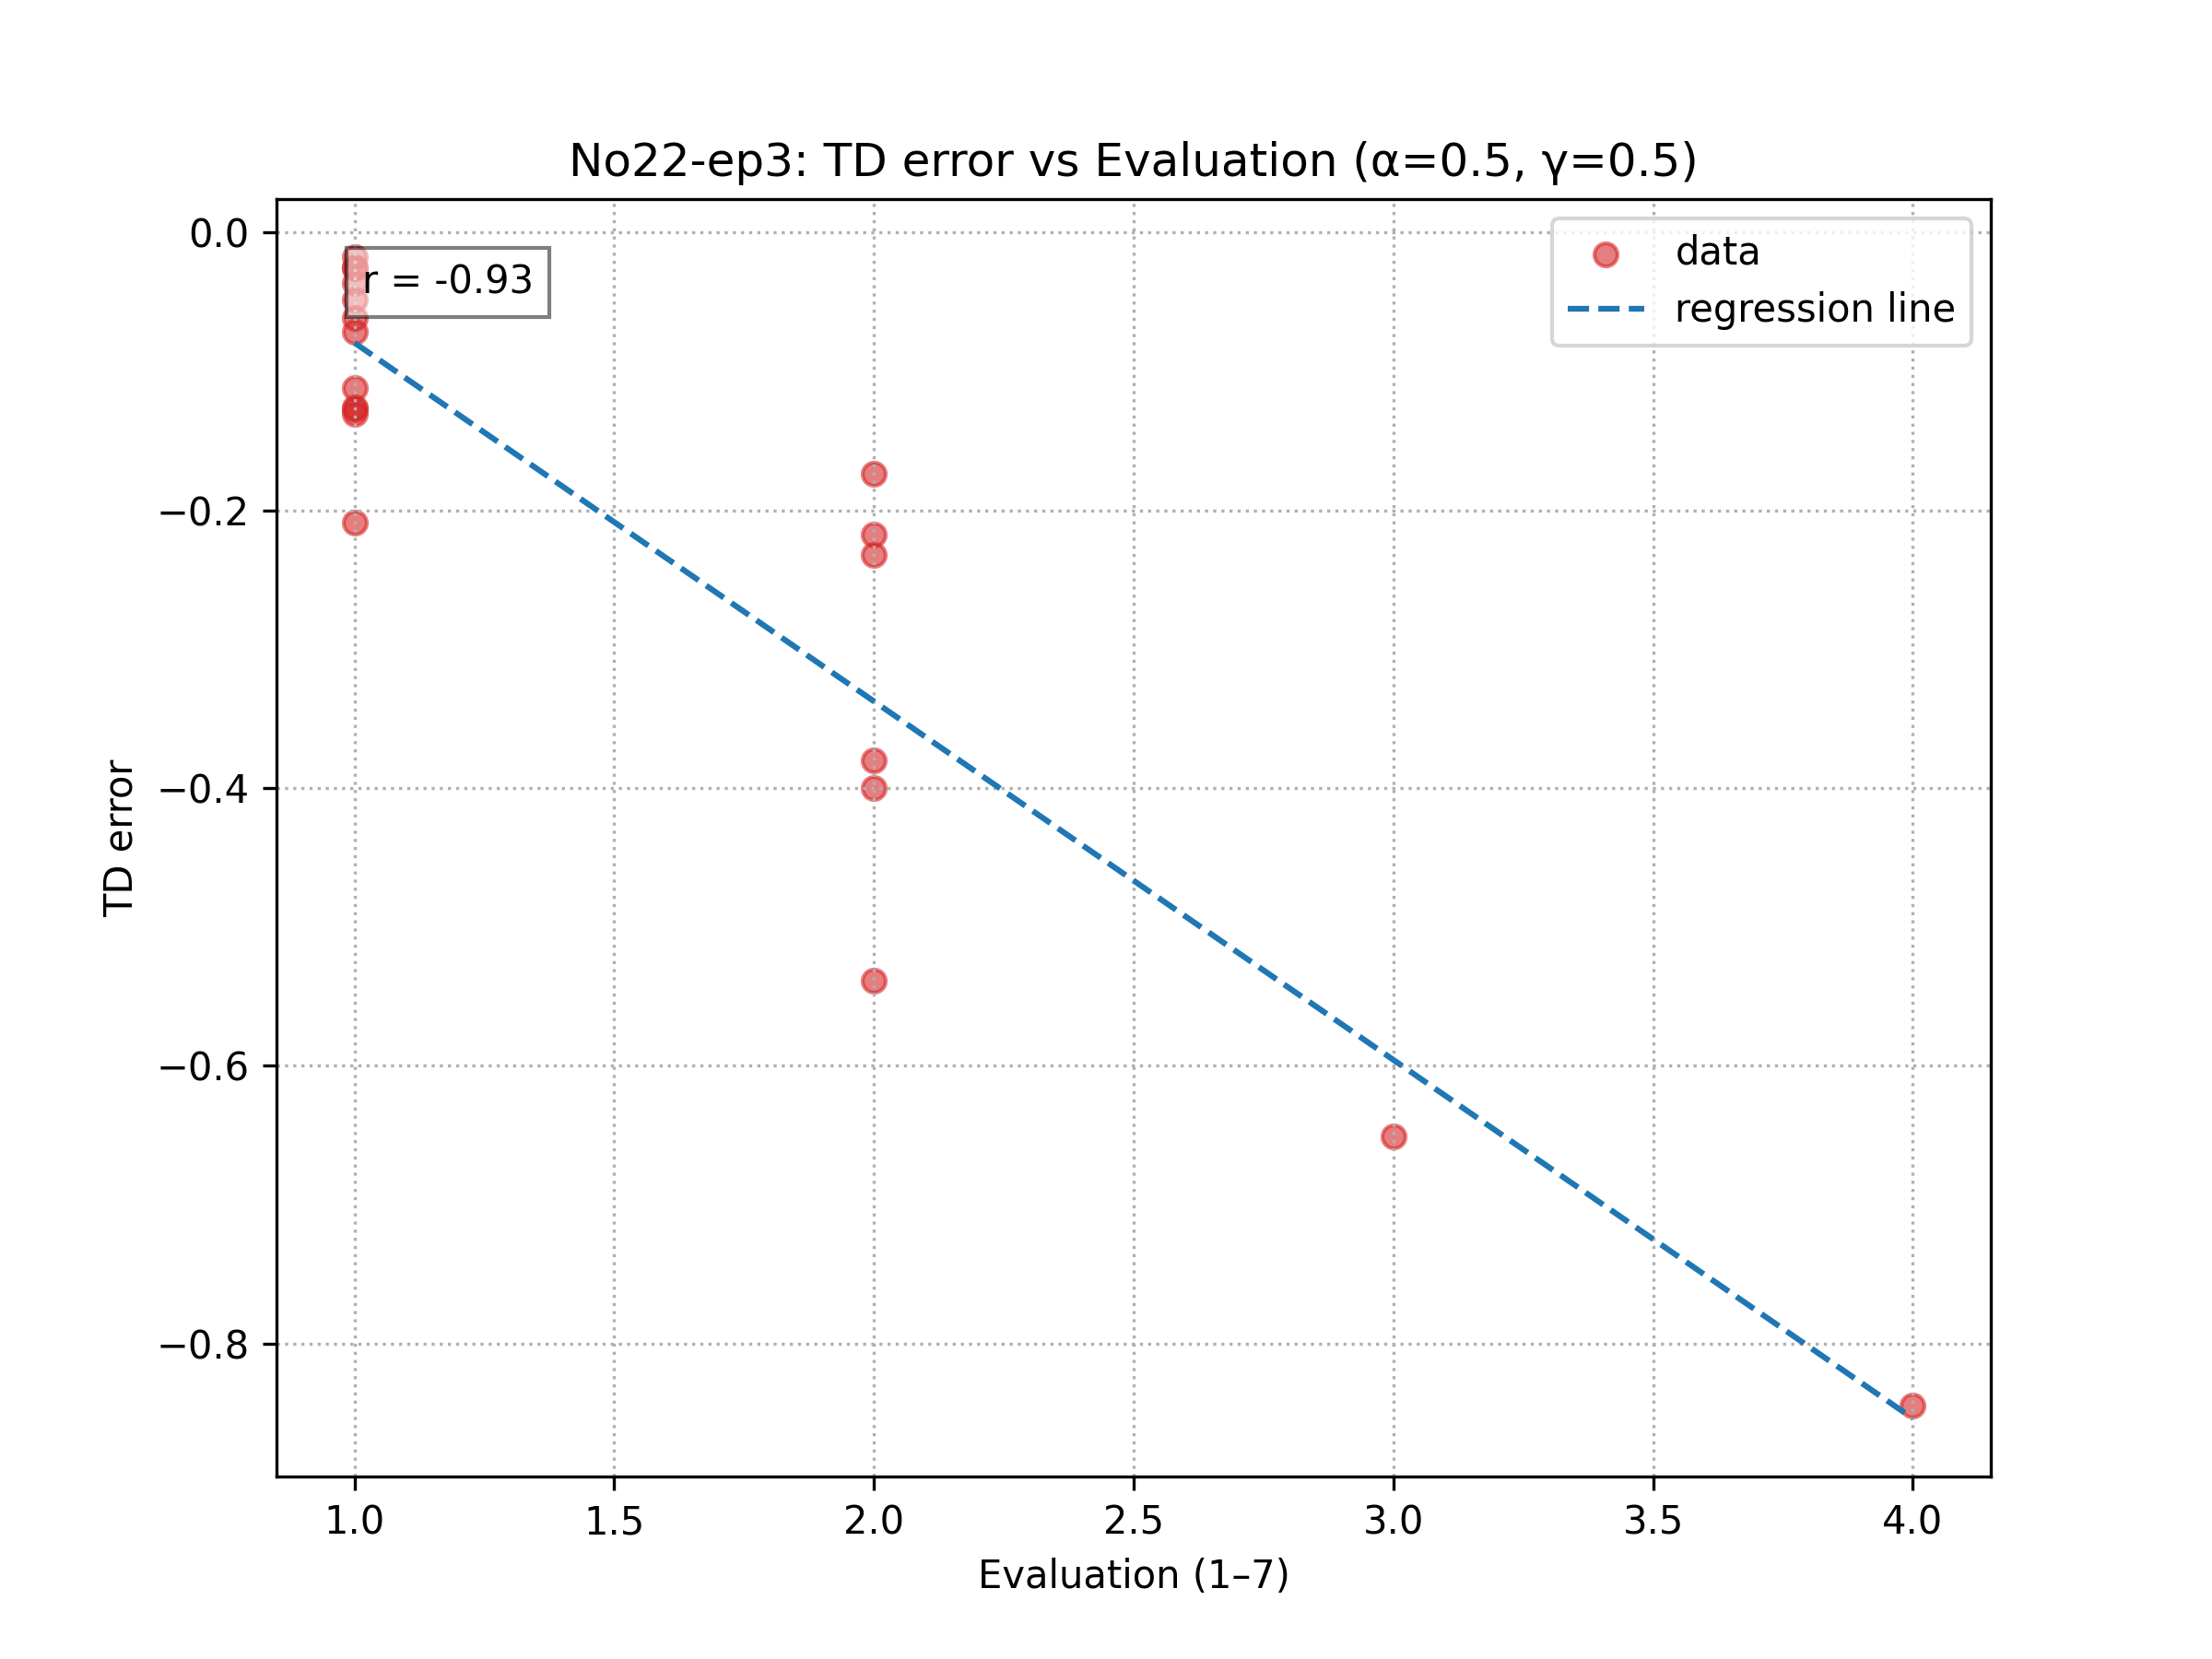 No22-ep3: TD error vs Evaluation (α=0.5, γ=0.5)
r = -0.93
data
regression line
TD error
0.0
−0.2
−0.4
−0.6
−0.8
1.0 1.5 2.0 2.5 3.0 3.5 4.0
Evaluation (1–7)